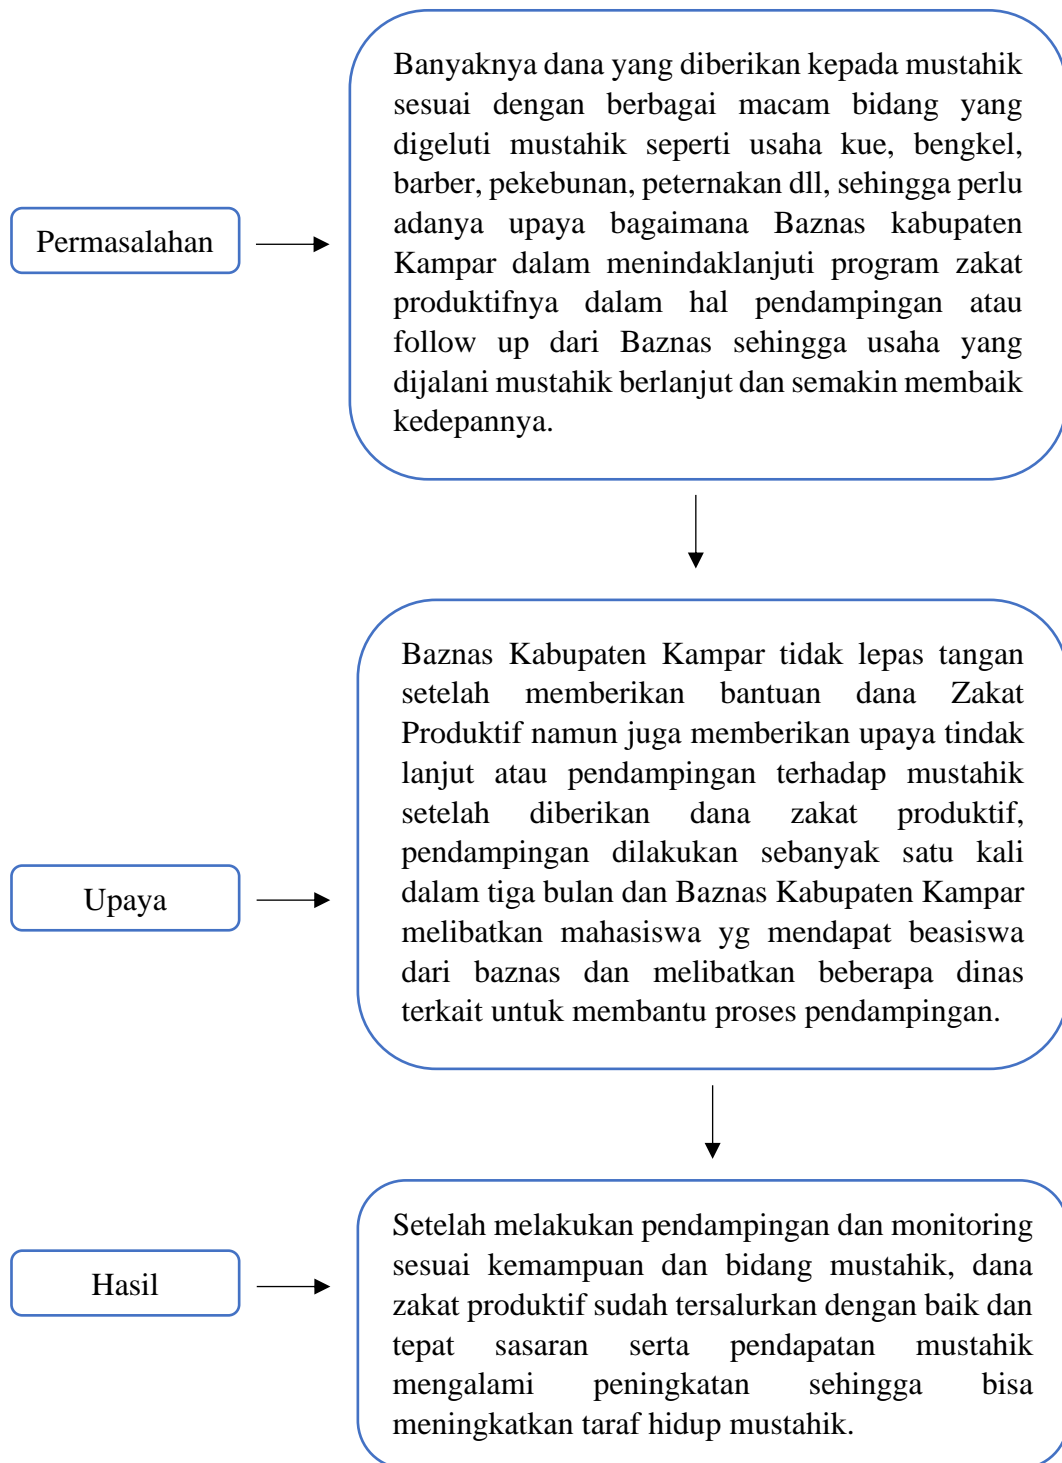 Permasalahan
Banyaknya dana yang diberikan kepada mustahik
sesuai dengan berbagai macam bidang yang
digeluti mustahik seperti usaha kue, bengkel,
barber, pekebunan, peternakan dll, sehingga perlu
adanya upaya bagaimana Baznas kabupaten
Kampar dalam menindaklanjuti program zakat
produktifnya dalam hal pendampingan atau
follow up dari Baznas sehingga usaha yang
dijalani mustahik berlanjut dan semakin membaik
kedepannya.
Upaya
Baznas Kabupaten Kampar tidak lepas tangan
setelah memberikan bantuan dana Zakat
Produktif namun juga memberikan upaya tindak
lanjut atau pendampingan terhadap mustahik
setelah diberikan dana zakat produktif,
pendampingan dilakukan sebanyak satu kali
dalam tiga bulan dan Baznas Kabupaten Kampar
melibatkan mahasiswa yg mendapat beasiswa
dari baznas dan melibatkan beberapa dinas
terkait untuk membantu proses pendampingan.
Hasil
Setelah melakukan pendampingan dan monitoring
sesuai kemampuan dan bidang mustahik, dana
zakat produktif sudah tersalurkan dengan baik dan
tepat sasaran serta pendapatan mustahik
mengalami peningkatan sehingga bisa
meningkatkan taraf hidup mustahik.